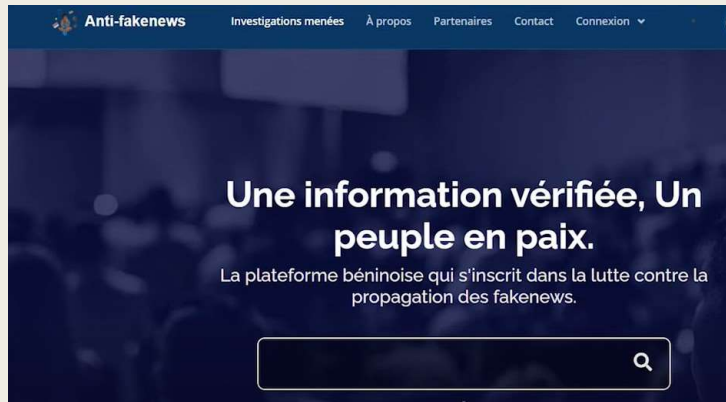 Anti-fakenews Investigations menées À propos Partenaires Contact Connexion
Une information vérifiée, Un
peuple en paix.
La plateforme béninoise qui s'inscrit dans la lutte contre la
propagation des fakenews.